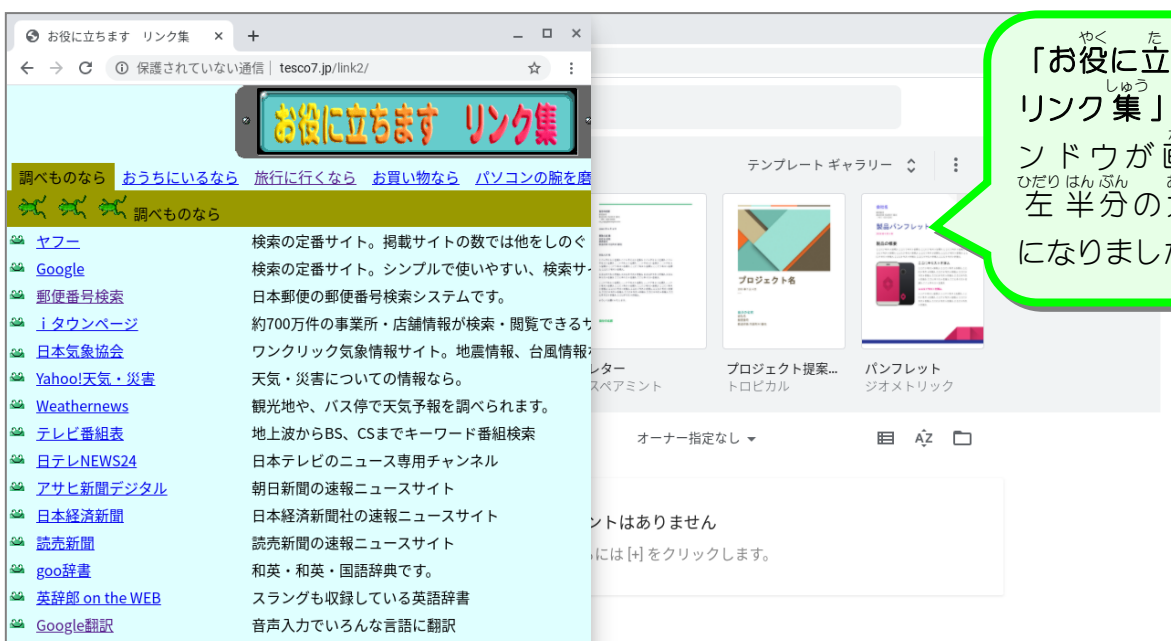 お役に立ちます　リンク集
保護されていない通信 | tesco7.jp/link2/
お役に立ちます リンク集
調べものなら おうちにいるなら 旅行に行くなら お買い物なら パソコンの腕を磨
調べものなら
ヤフー 検索の定番サイト。掲載サイトの数では他をしのぐ
Google 検索の定番サイト。シンプルで使いやすい、検索サ
郵便番号検索 日本郵便の郵便番号検索システムです。
ｉタウンページ 約700万件の事業所・店舗情報が検索・閲覧できるサ
日本気象協会 ワンクリック気象情報サイト。地震情報、台風情報
Yahoo!天気・災害 天気・災害についての情報なら。
Weathernews 観光地や、バス停で天気予報を調べられます。
テレビ番組表 地上波からBS、CSまでキーワード番組検索
日テレNEWS24 日本テレビのニュース専用チャンネル
アサヒ新聞デジタル 朝日新聞の速報ニュースサイト
日本経済新聞 日本経済新聞社の速報ニュースサイト
読売新聞 読売新聞の速報ニュースサイト
goo辞書 和英・和英・国語辞典です。
英辞郎 on the WEB スラングも収録している英語辞書
Google翻訳 音声入力でいろんな言語に翻訳
テンプレート ギャラリー
プロジェクト名
製品パンフレット
レター
スペアミント
プロジェクト提案...
トロピカル
パンフレット
ジオメトリック
オーナー指定なし
AZ
ントはありません
には [+] をクリックします。
やく た
「お役に立
しゅう
リンク集」
ンドウが
ひだり はん ぶん
左半分の
になりまし